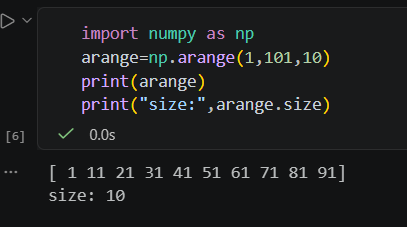 import numpy as np
arange=np.arange(1,101,10)
print(arange)
print("size:",arange.size)
[6] 0.0s
... [ 1 11 21 31 41 51 61 71 81 91]
size: 10